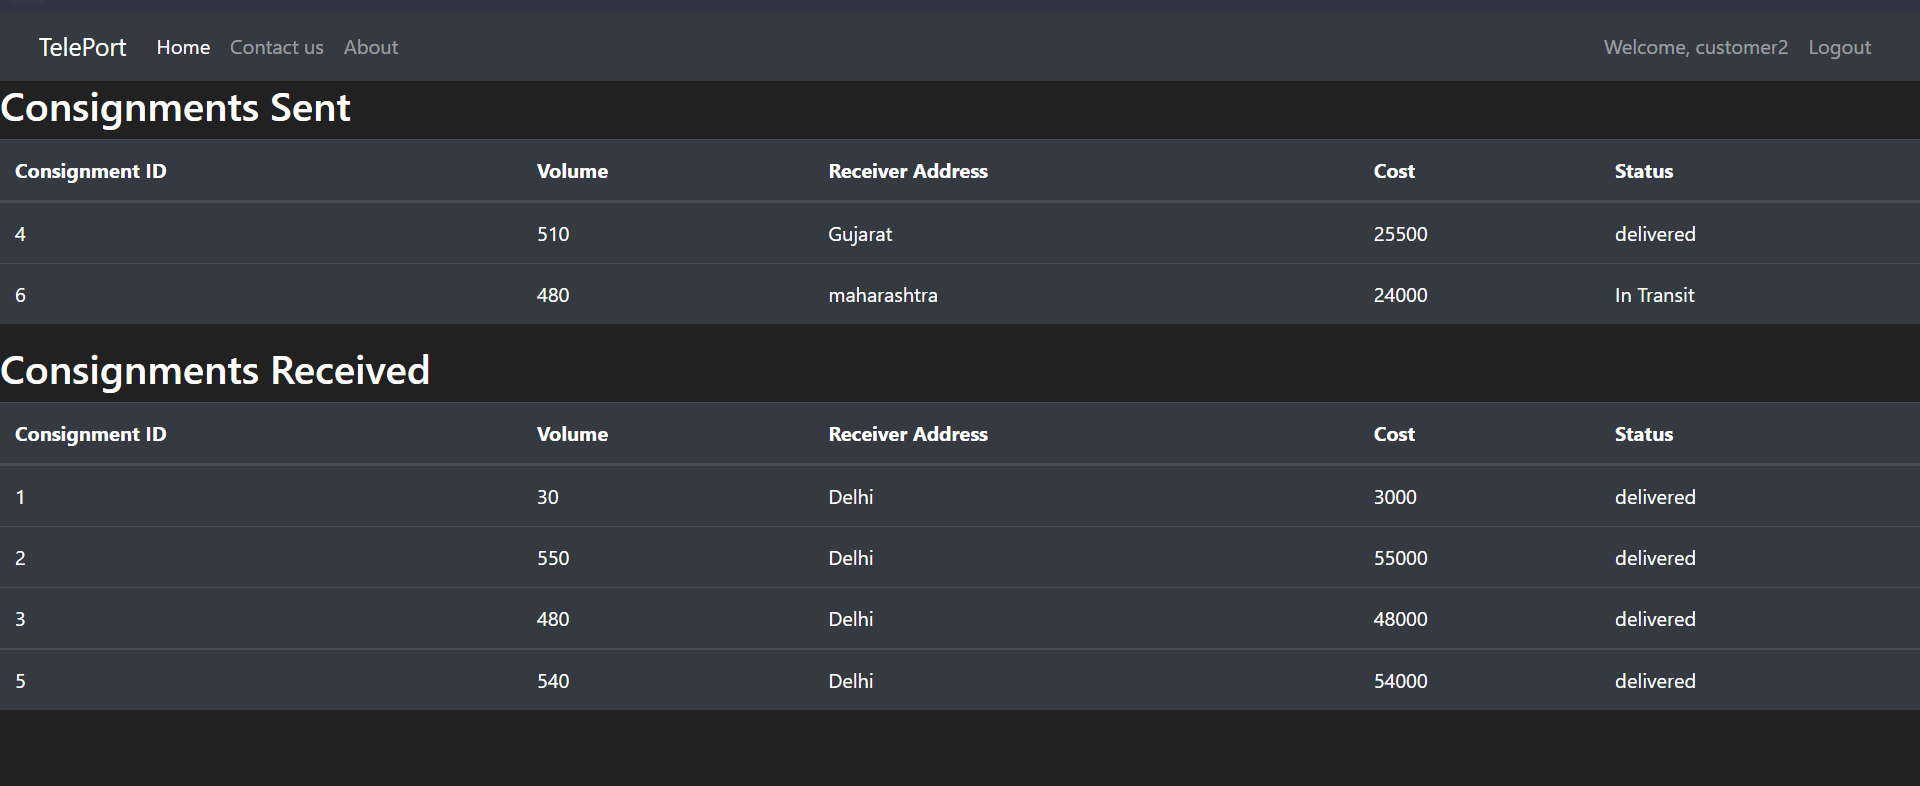 TelePort Home Contact us About Welcome, customer2 Logout
Consignments Sent
Consignment ID Volume Receiver Address Cost Status
4 510 Gujarat 25500 delivered
6 480 maharashtra 24000 In Transit
Consignments Received
Consignment ID Volume Receiver Address Cost Status
1 30 Delhi 3000 delivered
2 550 Delhi 55000 delivered
3 480 Delhi 48000 delivered
5 540 Delhi 54000 delivered